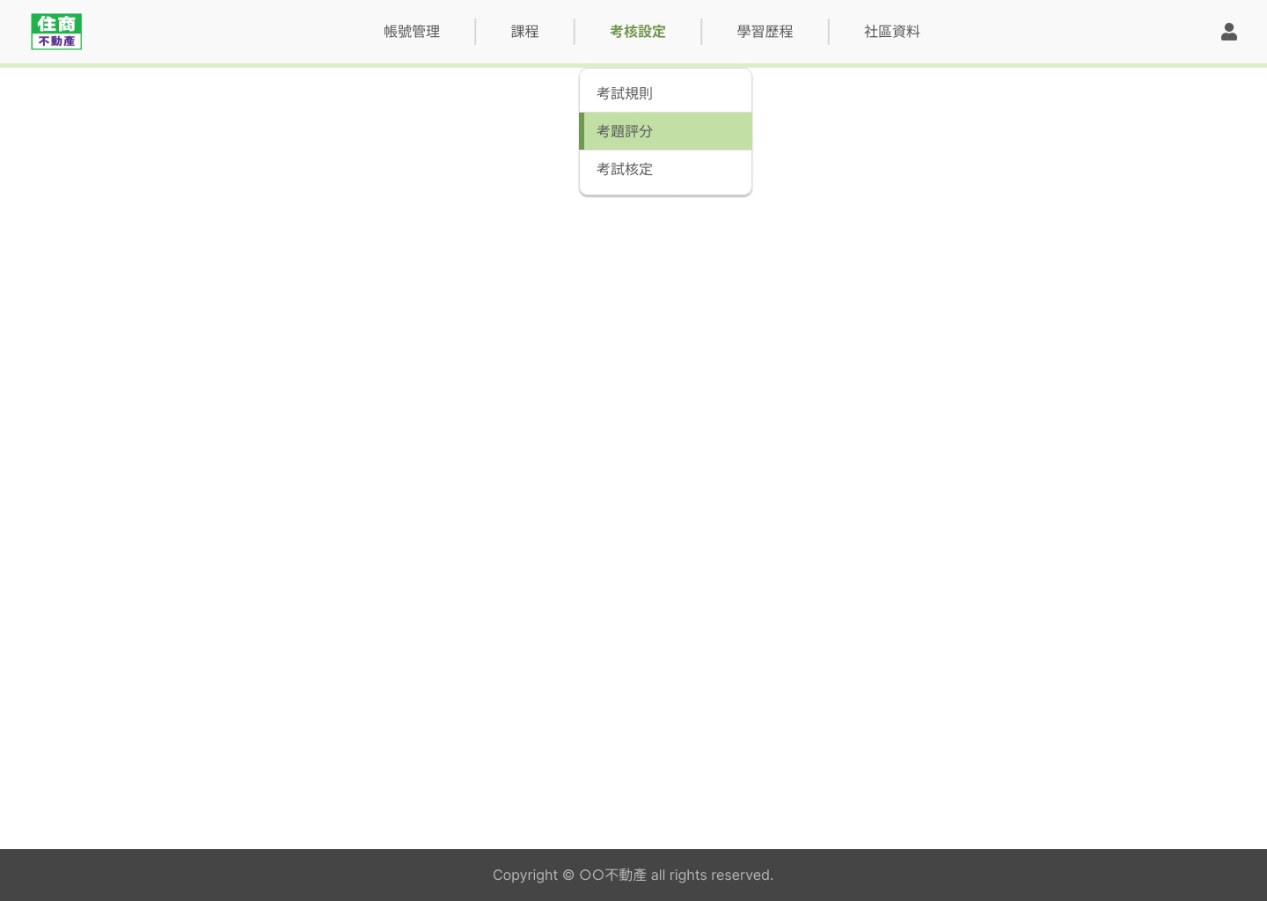 住商
不動產
帳號管理
課程
考核設定
學習歷程
社區資料
考試規則
考題評分
考試核定
Copyright © 〇〇不動產 all rights reserved.